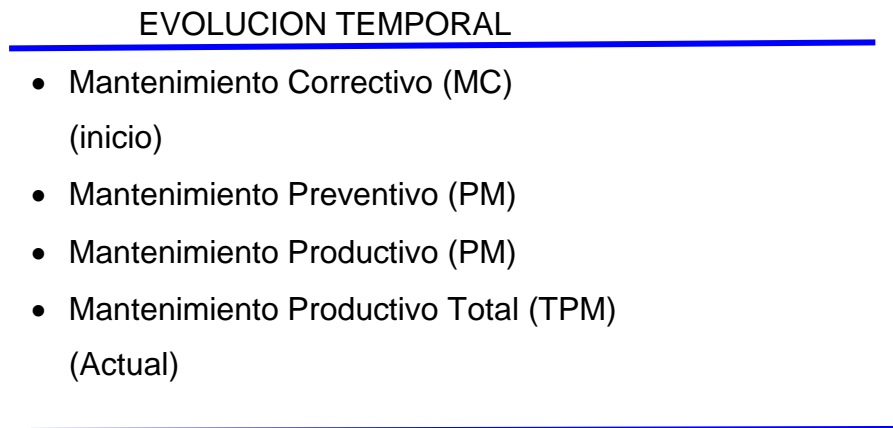 EVOLUCION TEMPORAL
• Mantenimiento Correctivo (MC)
(inicio)
• Mantenimiento Preventivo (PM)
• Mantenimiento Productivo (PM)
• Mantenimiento Productivo Total (TPM)
(Actual)